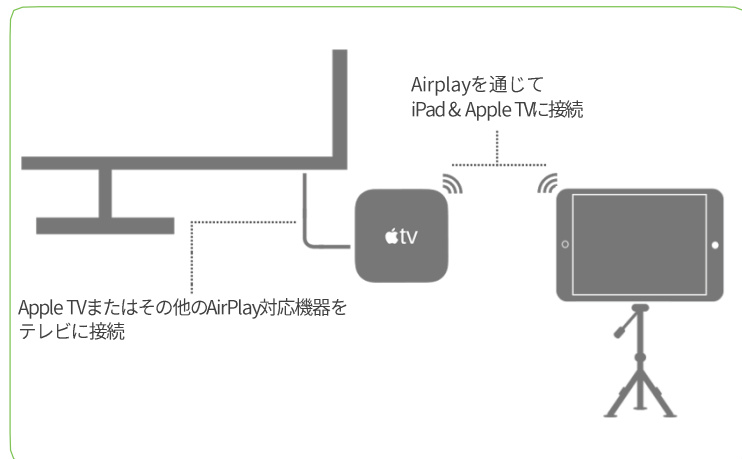 Airplayを通じて
iPad & Apple TVに接続
tv
Apple TVまたはその他のAirPlay対応機器を
テレビに接続